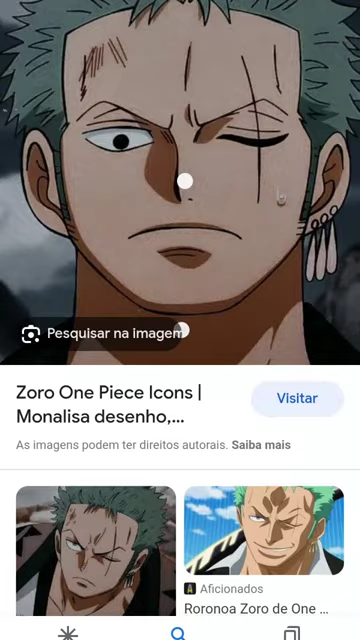 Pesquisar na imagem
Zoro One Piece Icons |
Monalisa desenho,...
Visitar
As imagens podem ter direitos autorais. Saiba mais
Aficionados
Roronoa Zoro de One ...